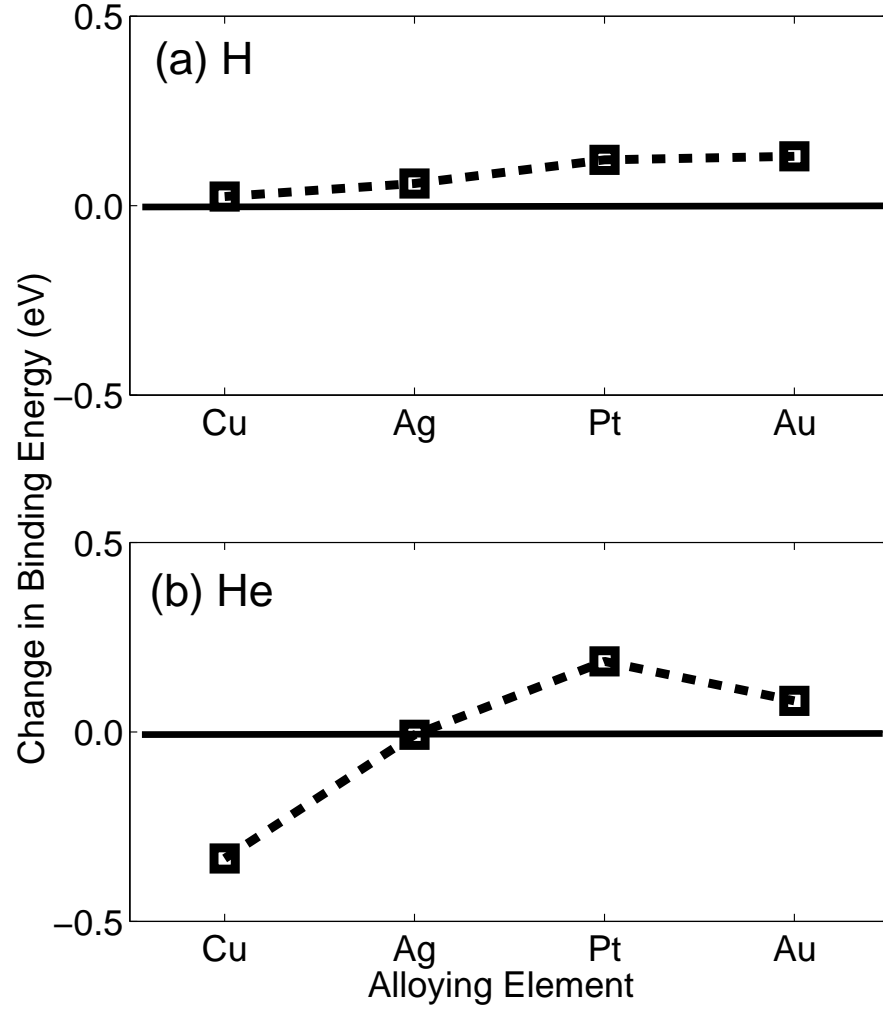 Change in Binding Energy (eV)
(a) H
0.5
0.0
−0.5
Cu Ag Pt Au
(b) He
0.5
0.0
−0.5
Cu Ag Pt Au
Alloying Element